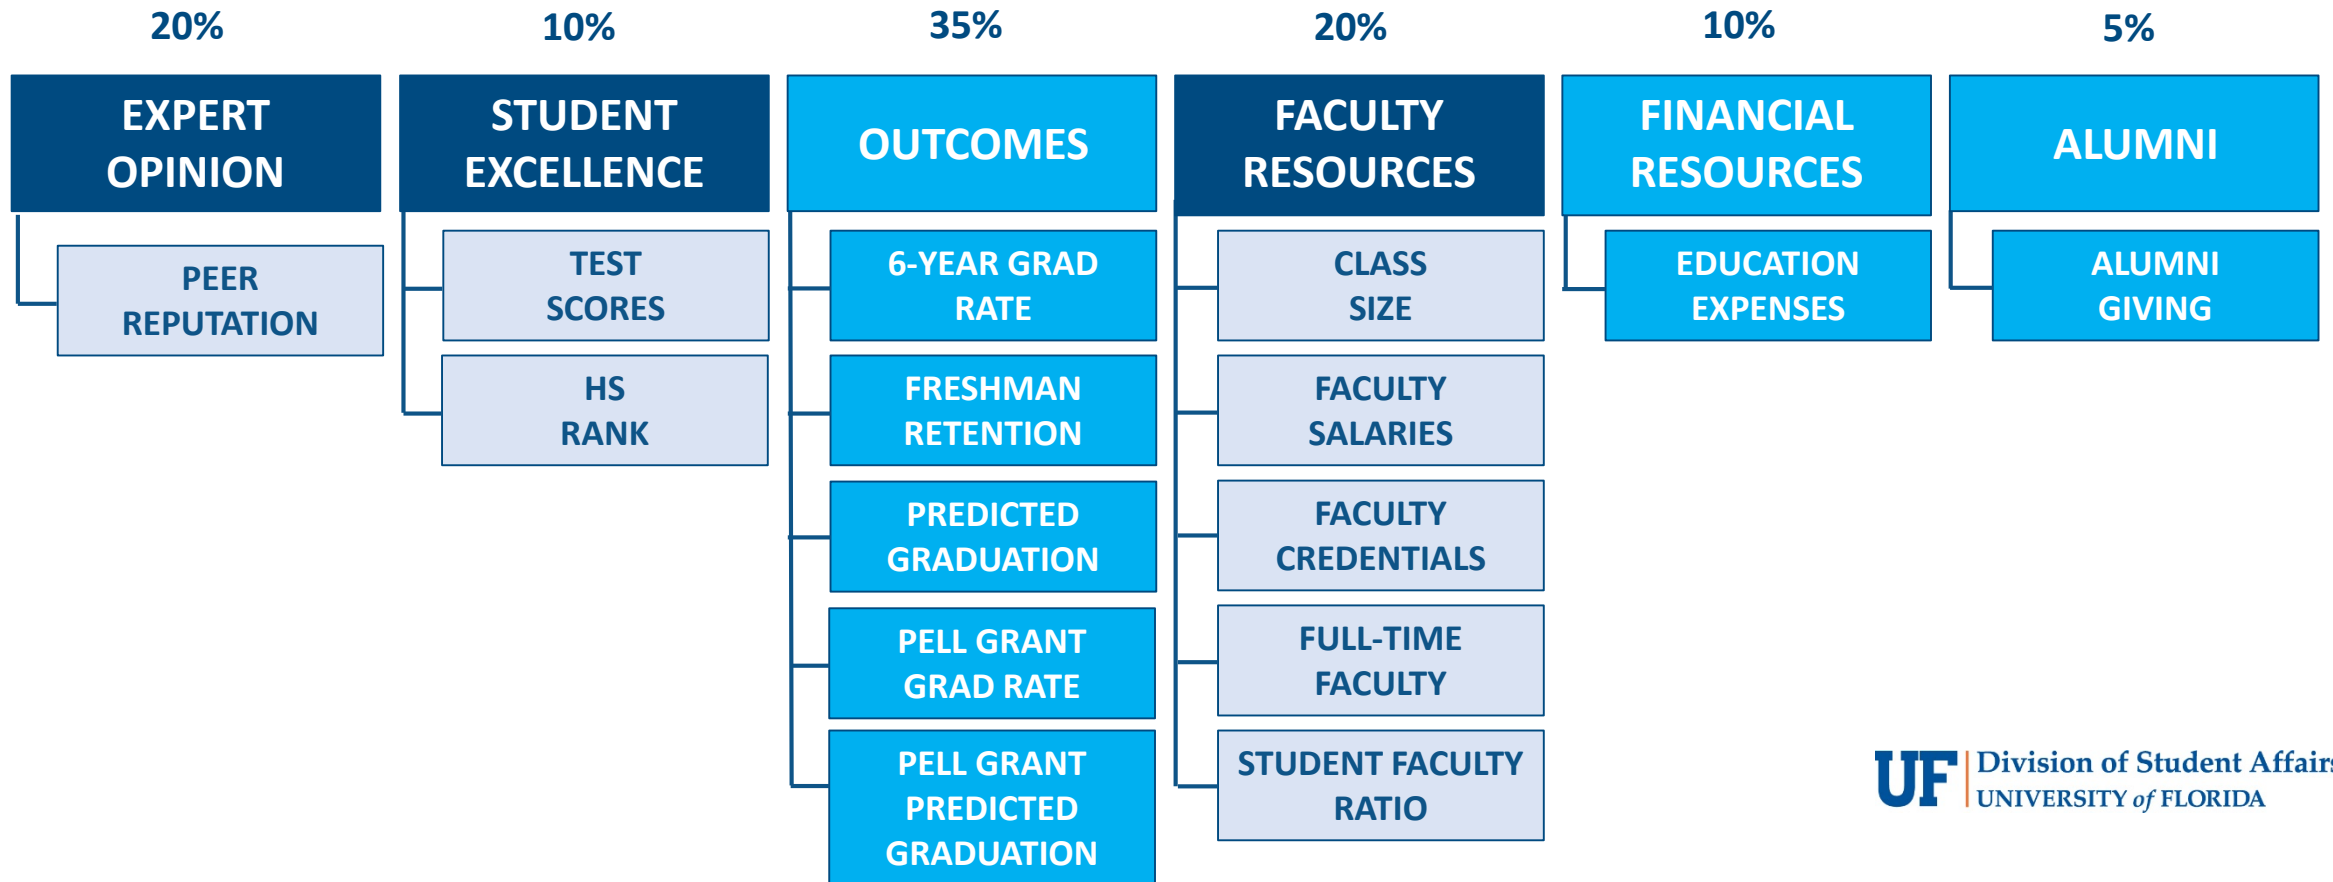 20%
10%
35%
20%
10%
5%
EXPERT
OPINION
STUDENT
EXCELLENCE
OUTCOMES
FACULTY
RESOURCES
FINANCIAL
RESOURCES
ALUMNI
PEER
REPUTATION
TEST
SCORES
HS
RANK
6-YEAR GRAD
RATE
FRESHMAN
RETENTION
PREDICTED
GRADUATION
PELL GRANT
GRAD RATE
PELL GRANT
PREDICTED
GRADUATION
CLASS
SIZE
FACULTY
SALARIES
FACULTY
CREDENTIALS
FULL-TIME
FACULTY
STUDENT FACULTY
RATIO
EDUCATION
EXPENSES
ALUMNI
GIVING
UF
Division of Student Affairs
UNIVERSITY of FLORIDA